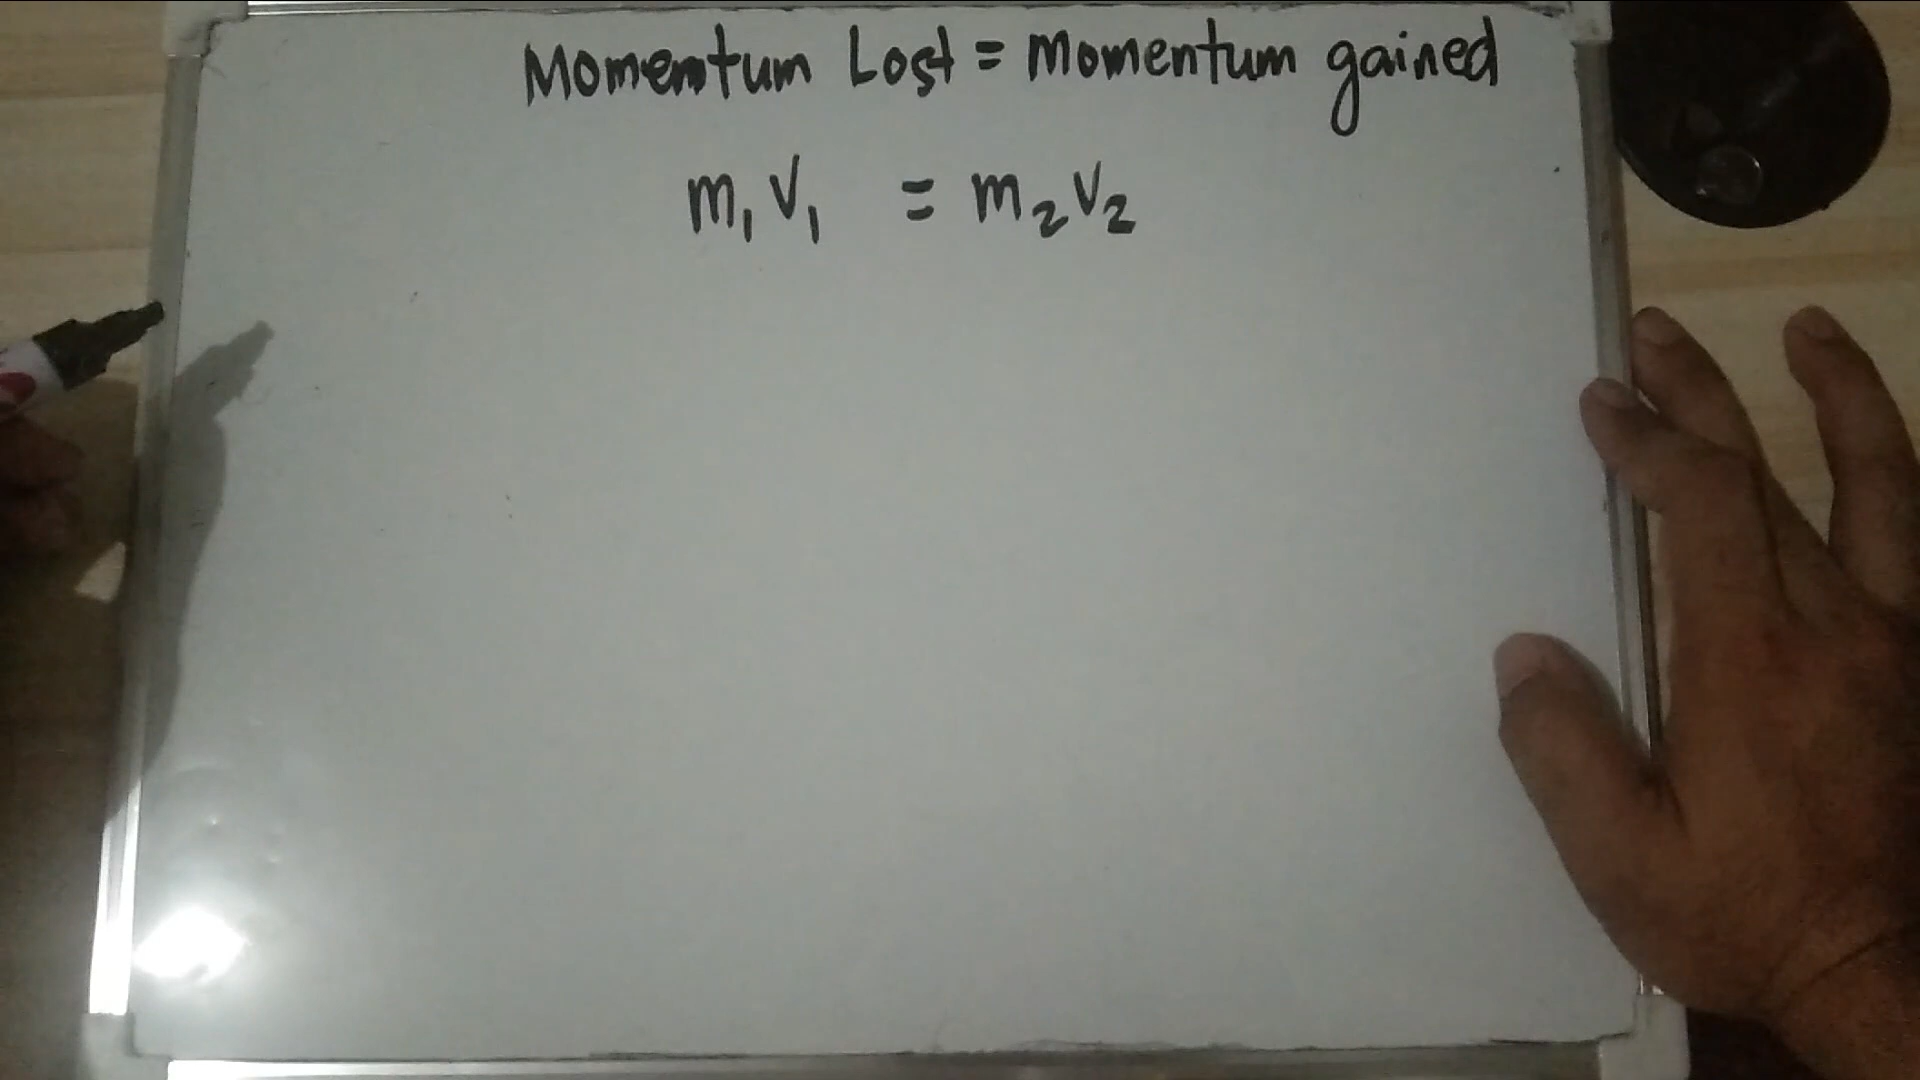 Momentum Lost = Momentum gained
m₁ v₁ = m₂ v₂